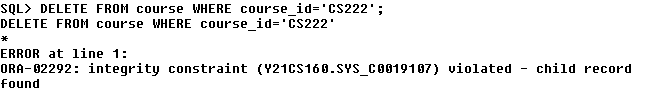 SQL> DELETE FROM course WHERE course_id='CS222';
DELETE FROM course WHERE course_id='CS222'
*
ERROR at line 1:
ORA-02292: integrity constraint (Y21CS160.SYS_C0019107) violated - child record
found